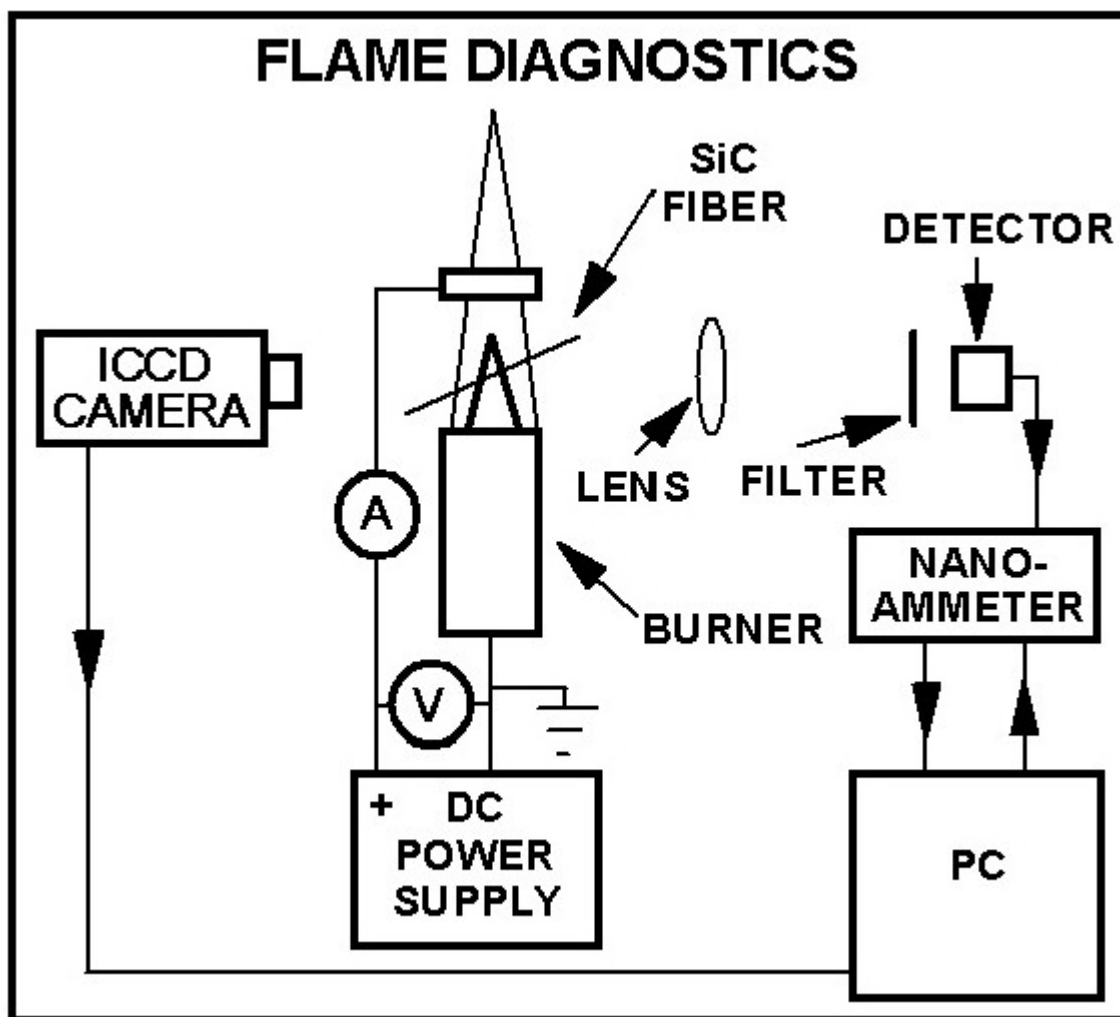 FLAME DIAGNOSTICS
SiC
FIBER
DETECTOR
ICCD
CAMERA
LENS
FILTER
A
NANO-
AMMETER
BURNER
V
+ DC
POWER
SUPPLY
PC